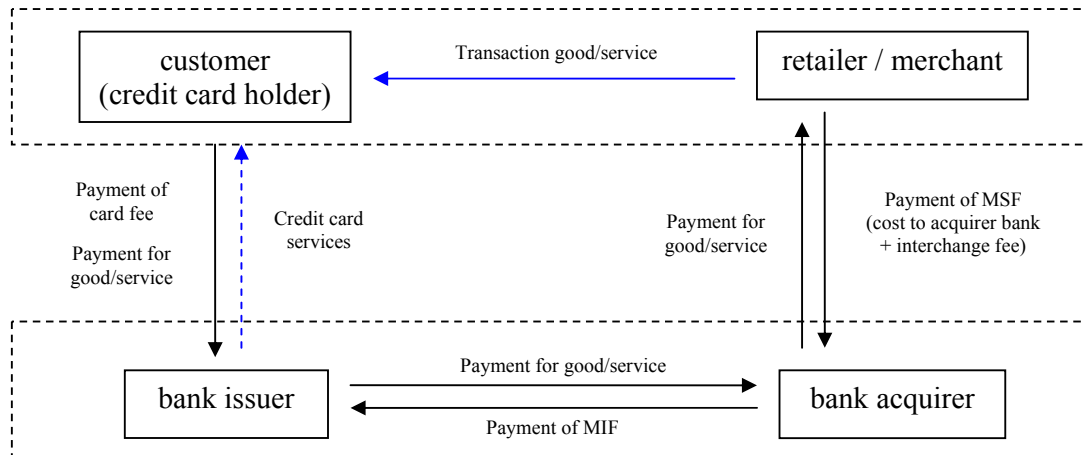 customer
(credit card holder)
Transaction good/service
retailer / merchant
Payment of
card fee
Payment for
good/service
Credit card
services
Payment for
good/service
Payment of MSF
(cost to acquirer bank
+ interchange fee)
bank issuer
Payment for good/service
Payment of MIF
bank acquirer